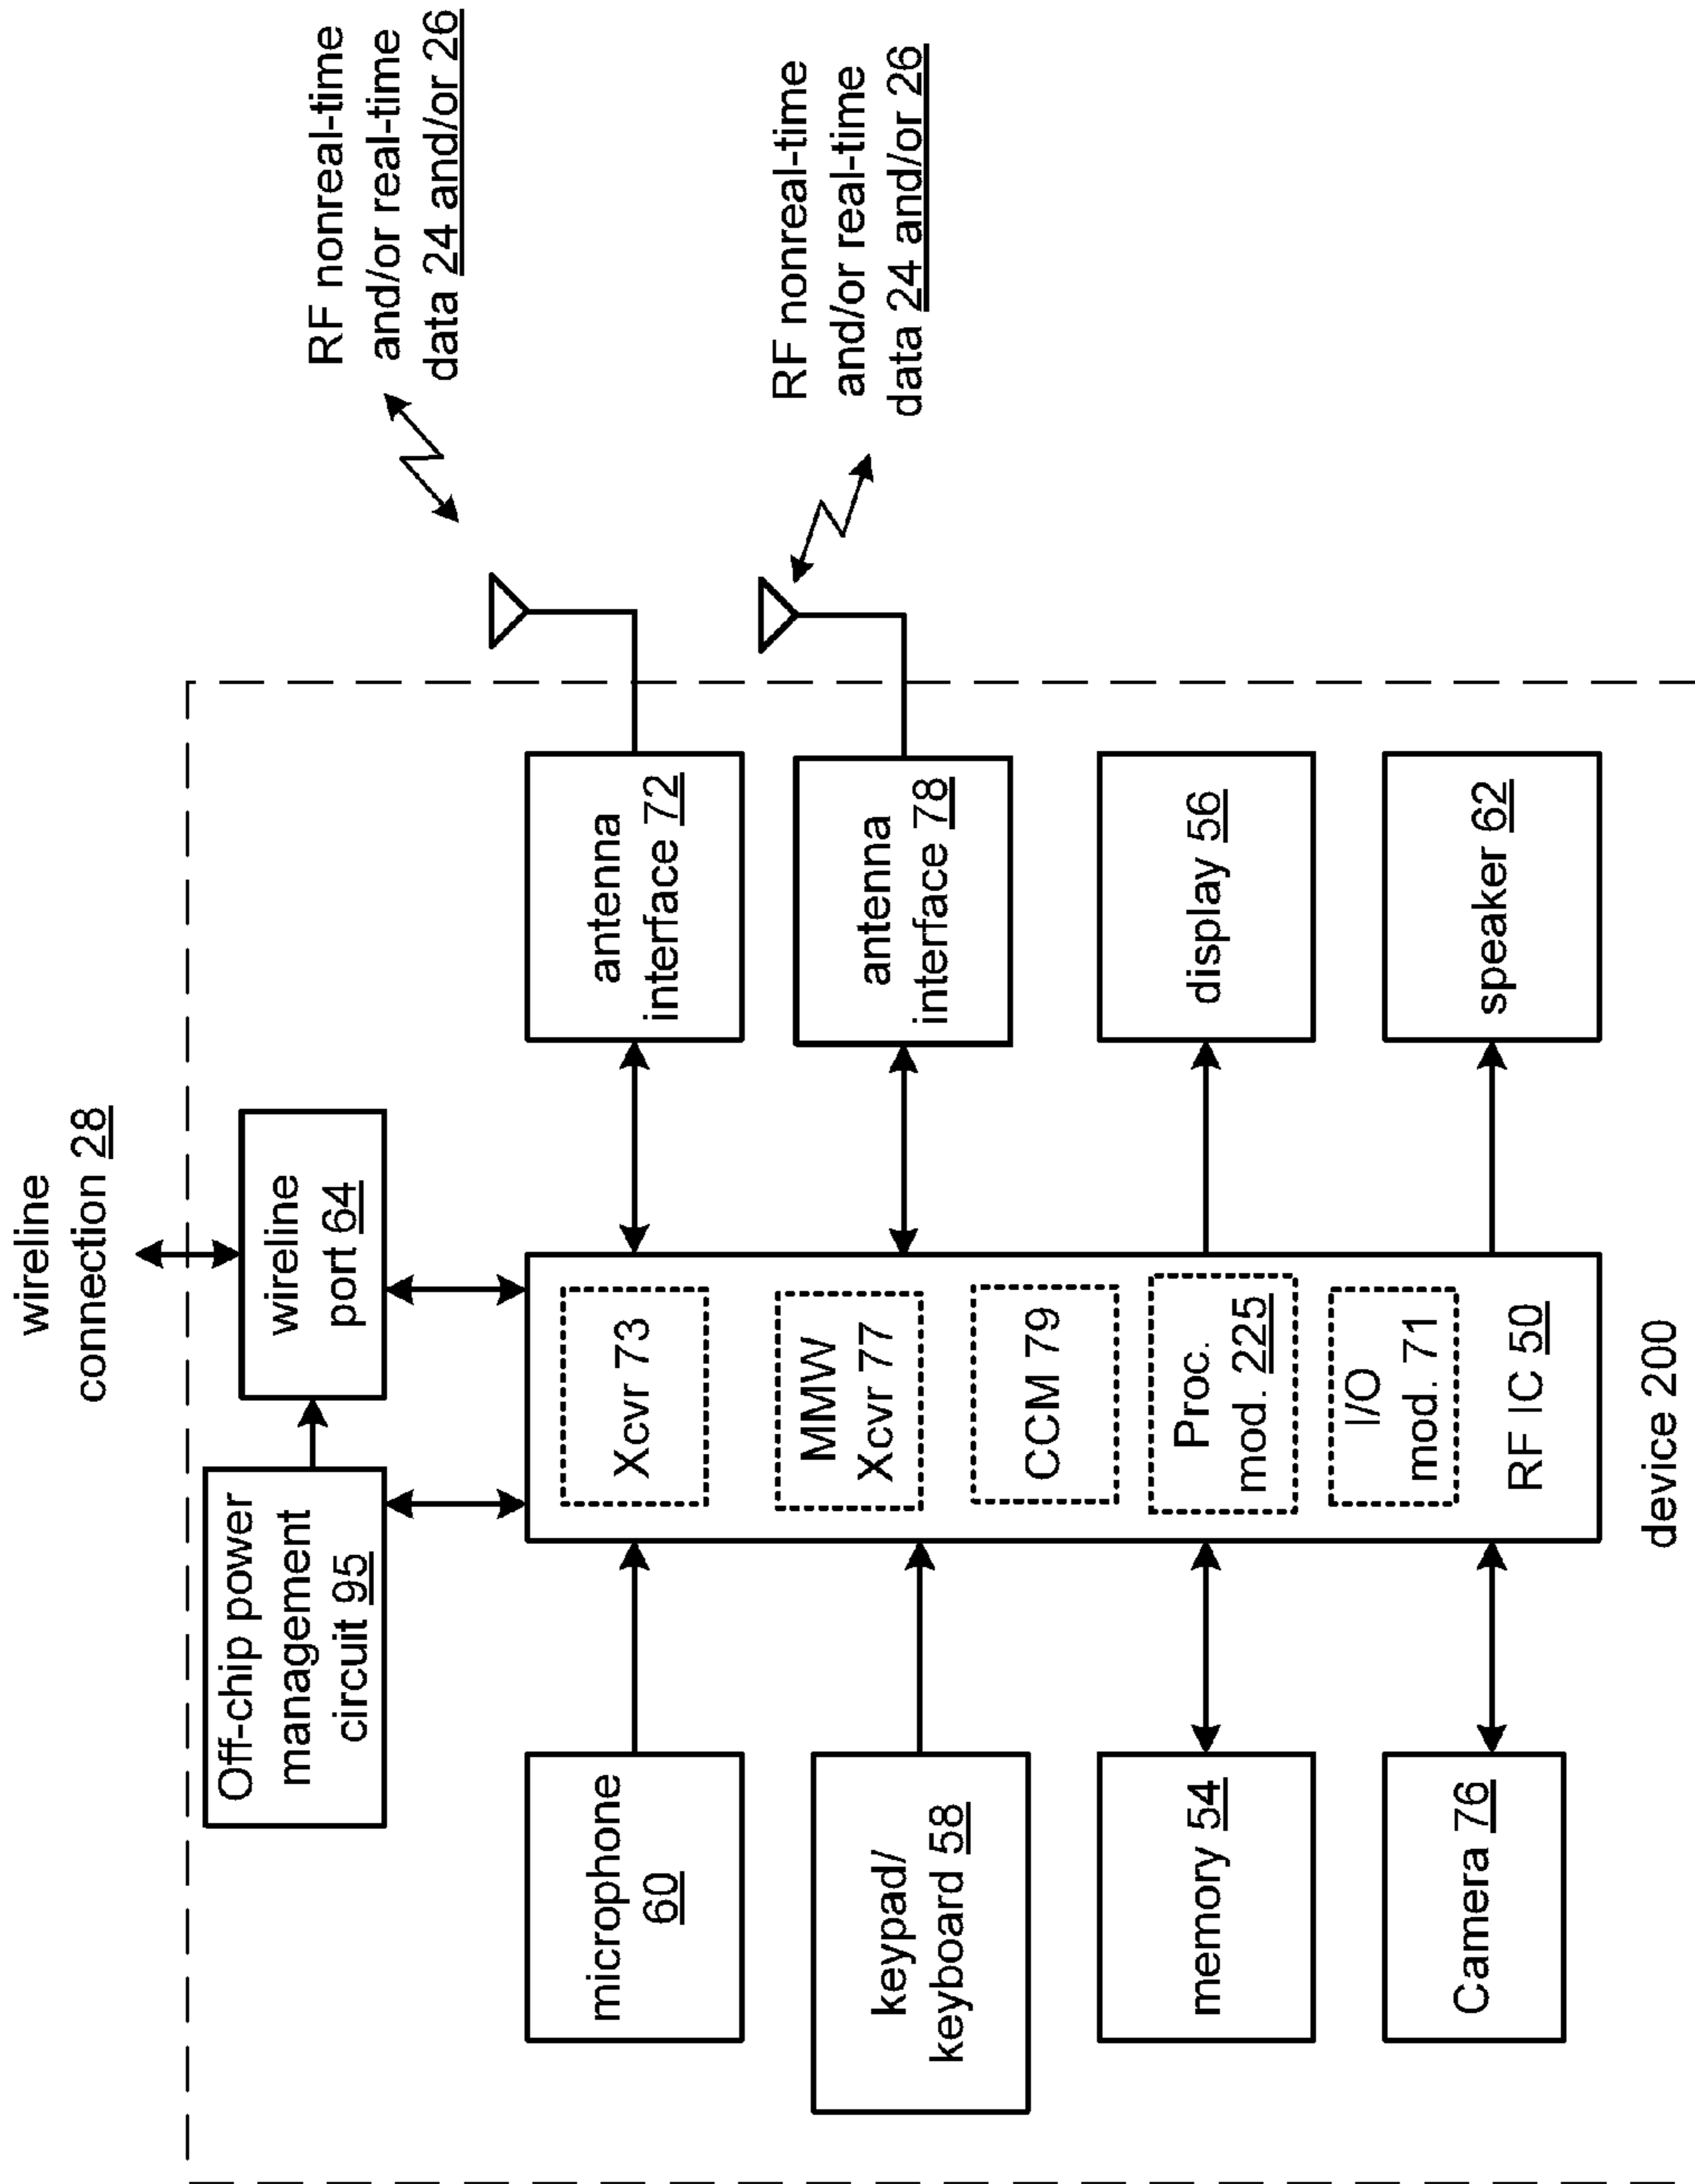 wireline
connection 28
RF nonreal-time
and/or real-time
data 24 and/or 26
RF nonreal-time
and/or real-time
data 24 and/or 26
Off-chip power
management
circuit 95
wireline
port 64
microphone
60
keypad/
keyboard 58
memory 54
Camera 76
Xcvr 73
MMW
Xcvr 77
CCM 79
Proc.
mod. 225
I/O
mod. 71
RF IC 50
antenna
interface 72
antenna
interface 78
display 56
speaker 62
device 200